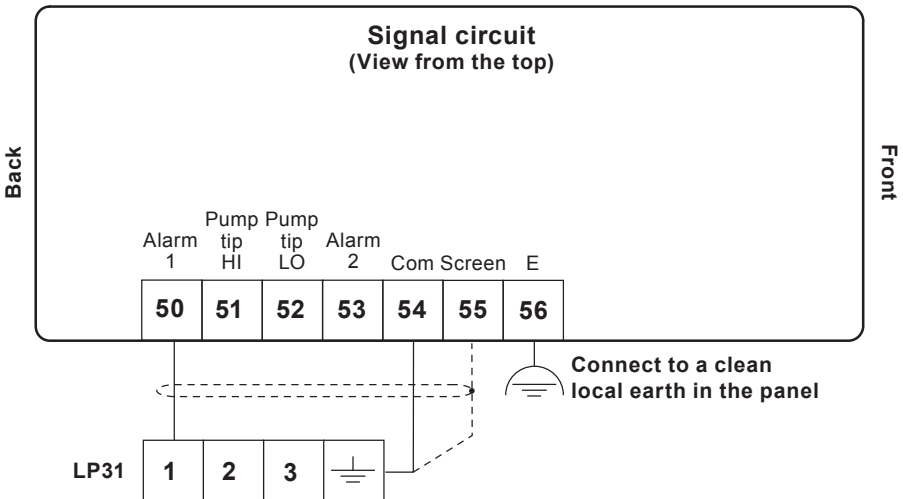 Signal circuit
(View from the top)
Back
Front
Alarm 1
Pump tip HI
Pump tip LO
Alarm 2
Com
Screen
E
50 51 52 53 54 55 56
Connect to a clean
local earth in the panel
LP31 1 2 3